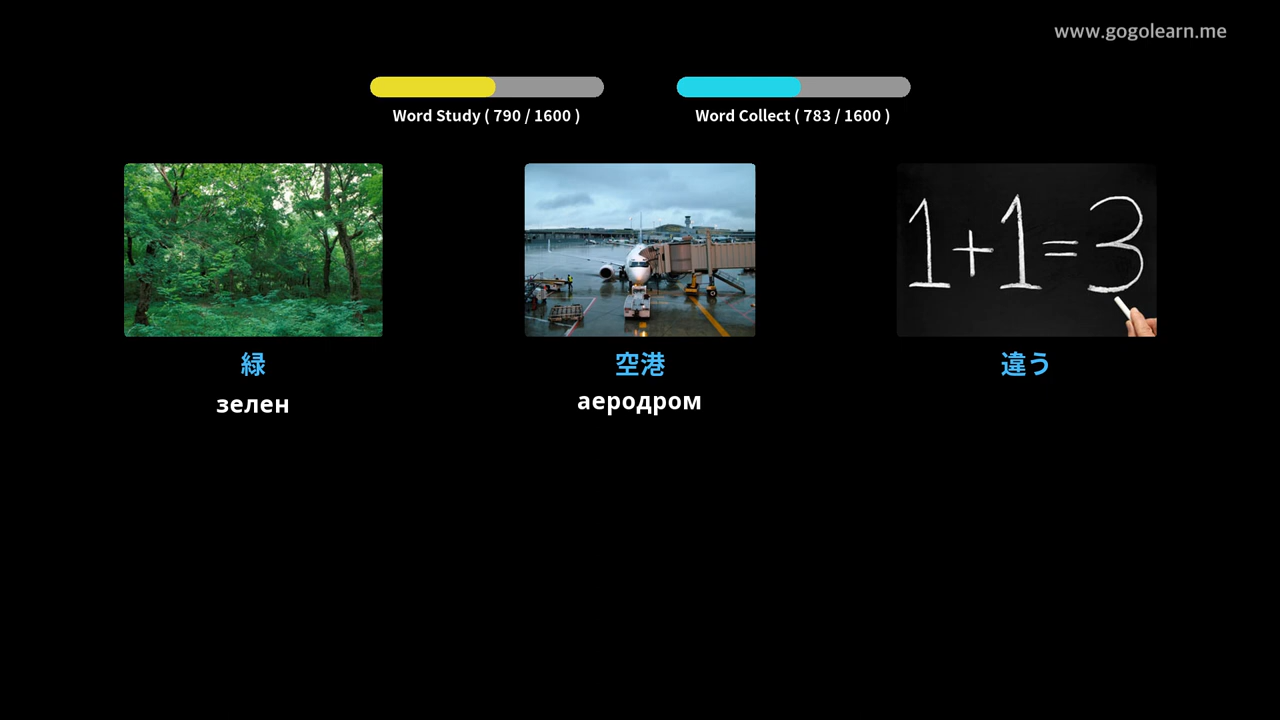 www.gogolearn.me
Word Study ( 790 / 1600 )
Word Collect ( 783 / 1600 )
1+1=3
緑
空港
違う
зелен
аеродром